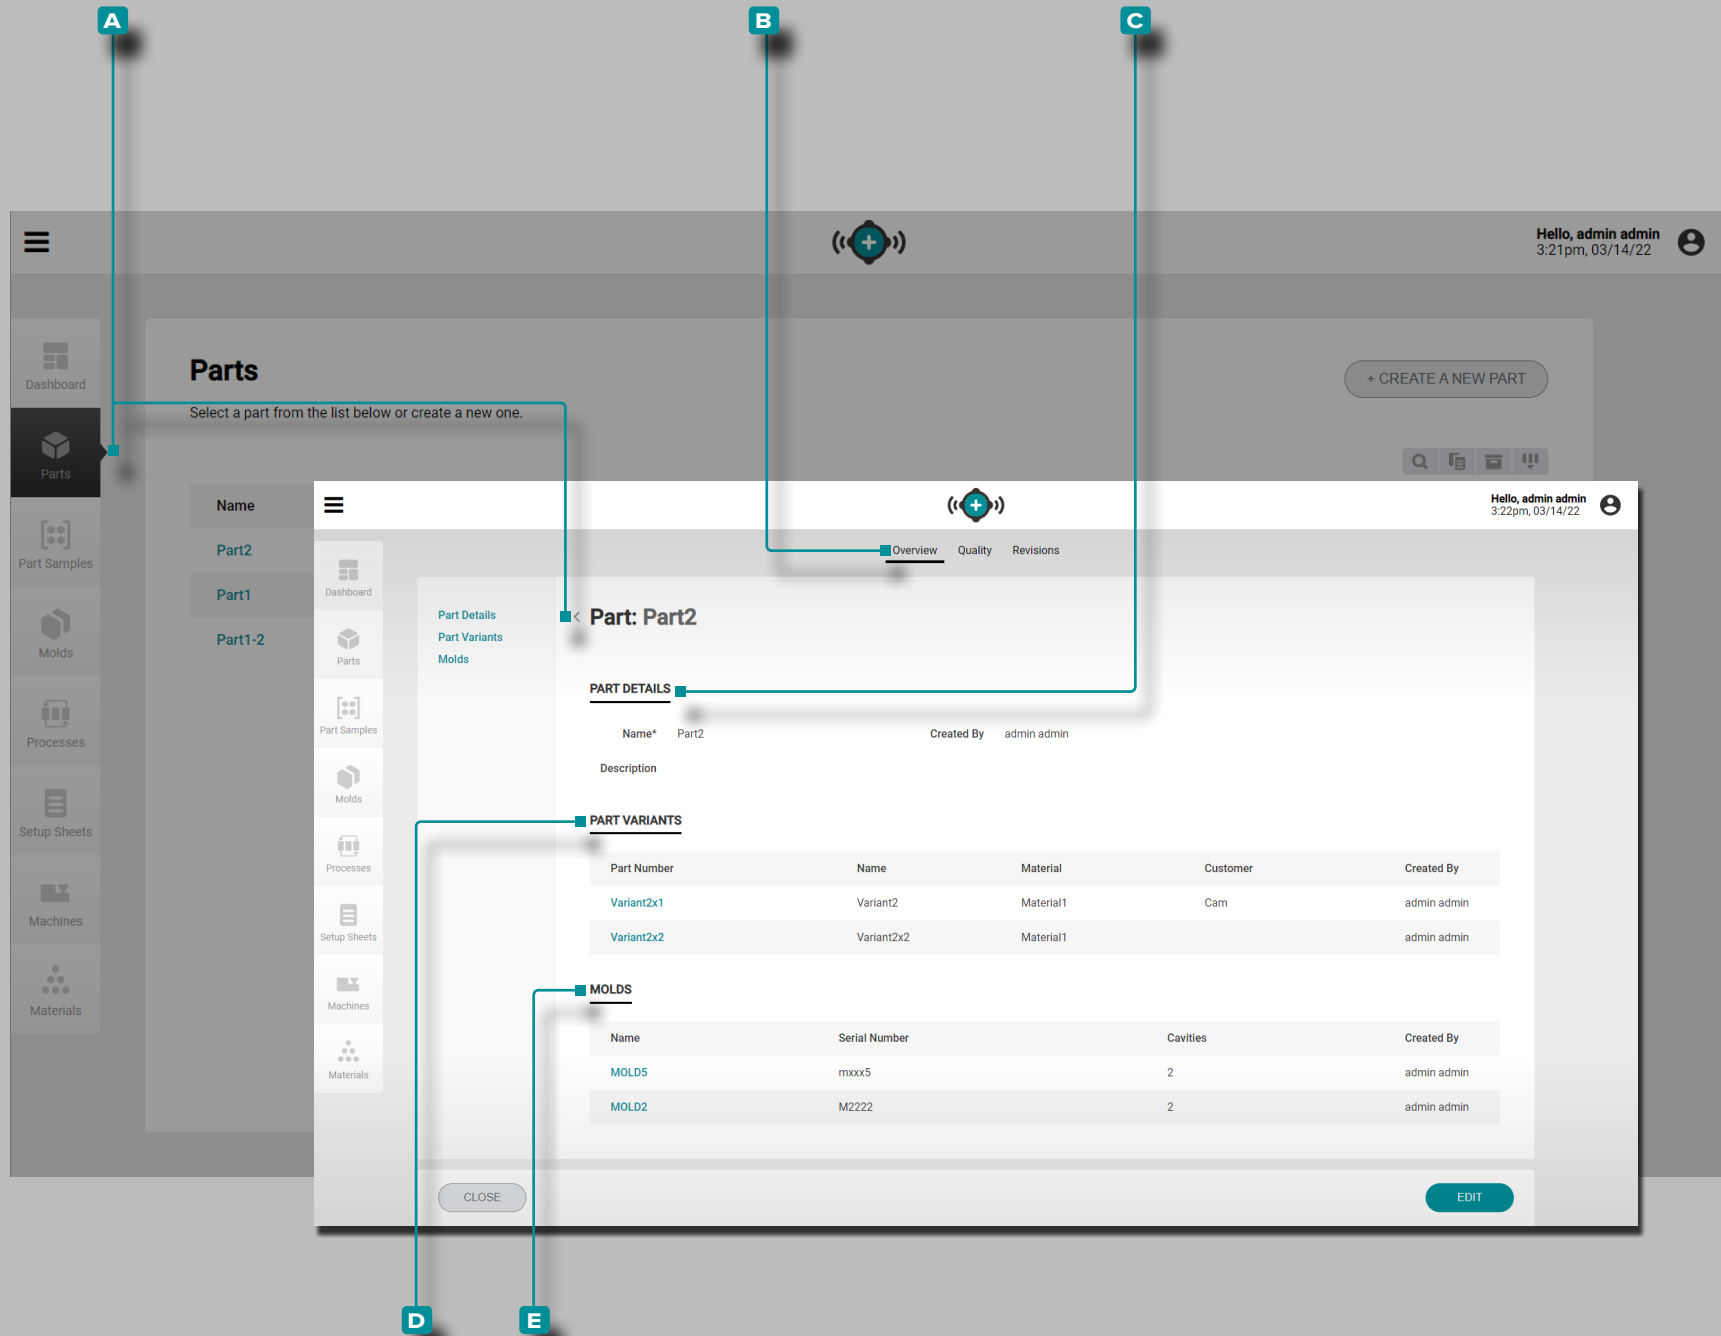 A
B
C
Hello, admin admin
3:21pm, 03/14/22
Dashboard
Parts
Part Samples
Molds
Processes
Setup Sheets
Machines
Materials
Parts
+ CREATE A NEW PART
Select a part from the list below or create a new one.
Name
Part2
Part1
Part1-2
Hello, admin admin
3:22pm, 03/14/22
Overview Quality Revisions
Dashboard
Parts
Part Samples
Molds
Processes
Setup Sheets
Machines
Materials
Part Details
Part Variants
Molds
< Part: Part2
PART DETAILS
Name* Part2 Created By admin admin
Description
PART VARIANTS
Part Number Name Material Customer Created By
Variant2x1 Variant2 Material1 Cam admin admin
Variant2x2 Variant2x2 Material1 admin admin
MOLDS
Name Serial Number Cavities Created By
MOLD5 mxxx5 2 admin admin
MOLD2 M2222 2 admin admin
CLOSE
EDIT
D
E